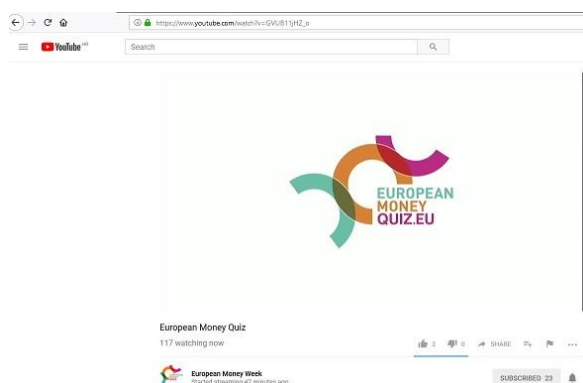 https://www.youtube.com/watch?v=GVU811jHZ_o
YouTube
Search
EUROPEAN
MONEY
QUIZ.EU
European Money Quiz
117 watching now
0
SHARE
European Money Week
Started streaming 47 minutes ago
SUBSCRIBED 23